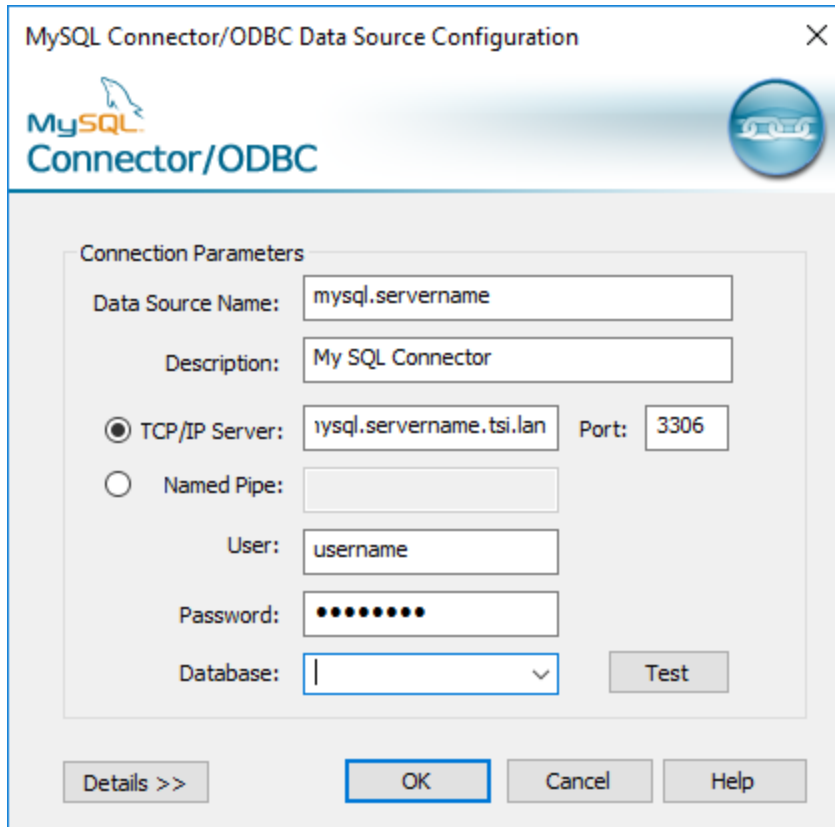 MySQL Connector/ODBC Data Source Configuration
MySQL
Connector/ODBC
Connection Parameters
Data Source Name: mysql.servername
Description: My SQL Connector
TCP/IP Server: ysql.servername.tsi.lan Port: 3306
Named Pipe:
User: username
Password: ••••••••
Database: Test
Details >> OK Cancel Help